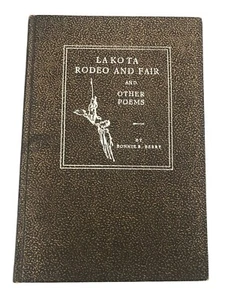 LAKOTA
RODEO AND FAIR
AND
OTHER
POEMS
BY
BONNIE B. BERRY